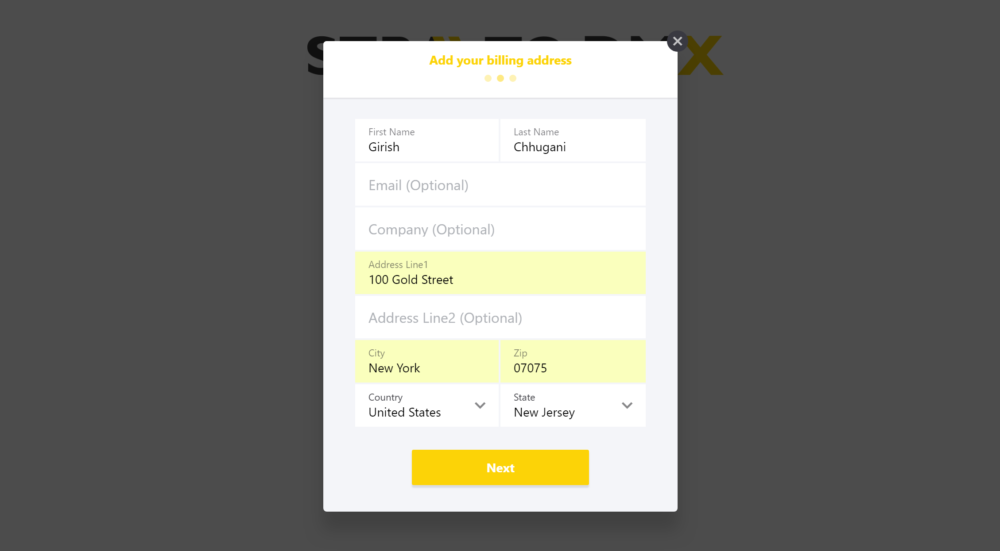 Add your billing address
First Name
Last Name
Girish
Chhugani
Email (Optional)
Company (Optional)
Address Line1
100 Gold Street
Address Line2 (Optional)
City
Zip
New York
07075
Country
State
United States
New Jersey
Next